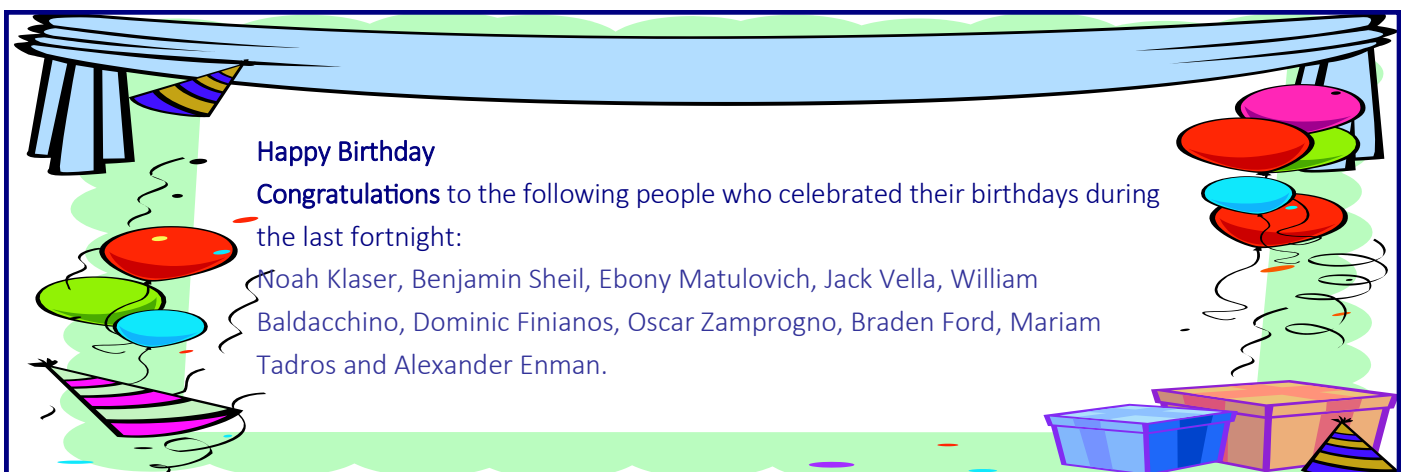 Happy Birthday
Congratulations to the following people who celebrated their birthdays during
the last fortnight:
Noah Klaser, Benjamin Sheil, Ebony Matulovich, Jack Vella, William
Baldacchino, Dominic Finianos, Oscar Zamprogno, Braden Ford, Mariam
Tadros and Alexander Enman.